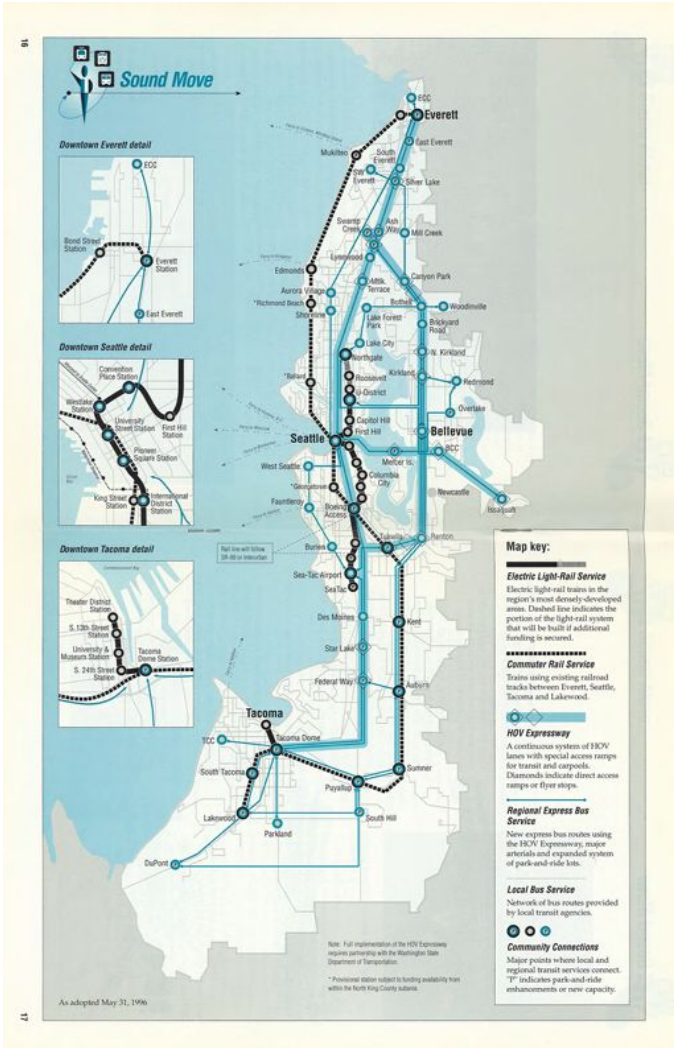 16
Sound Move
Downtown Everett detail
ECC
Bond Street
Station
Everett
Station
East Everett
Downtown Seattle detail
Convention
Place Station
Westlake
Station
University
Street Station
First Hill
Station
Pioneer
Square Station
King Street
Station
International
District
Station
Downtown Tacoma detail
Theater District
Station
S. 13th Street
Station
University &
Museum Station
Tacoma
Dome Station
S. 24th Street
Station
ECC
Everett
East Everett
Mukilteo
South
Everett
SW
Everett
Silver Lake
Swamp
Creek
Ash
Way
Mill Creek
Lynnwood
Edmonds
Canyon Park
Aurora Village
Mtlk.
Terrace
*Richmond Beach
Bothell
Woodinville
Shoreline
Lake Forest
Park
Brickyard
Road
Lake City
N. Kirkland
Northgate
*Ballard
Roosevelt
Kirkland
Redmond
U-District
Overlake
Capitol Hill
First Hill
Seattle
Bellevue
BCC
Mercer Is.
West Seattle
Columbia
City
*Georgetown
Newcastle
Issaquah
Fauntleroy
Boeing
Access
Burien
Tukwila
Renton
Rail line will follow
SR-99 or Interurban
Sea-Tac Airport
SeaTac
Des Moines
Kent
Star Lake
Federal Way
Auburn
Tacoma
TCC
Tacoma Dome
South Tacoma
Sumner
Puyallup
Lakewood
South Hill
Parkland
DuPont
Map key:
Electric Light-Rail Service
Electric light-rail trains in the
region's most densely-developed
areas. Dashed line indicates the
portion of the light-rail system
that will be built if additional
funding is secured.
Commuter Rail Service
Trains using existing railroad
tracks between Everett, Seattle,
Tacoma and Lakewood.
HOV Expressway
A continuous system of HOV
lanes with special access ramps
for transit and carpools.
Diamonds indicate direct access
ramps or flyer stops.
Regional Express Bus
Service
New express bus routes using
the HOV Expressway, major
arterials and expanded system
of park-and-ride lots.
Local Bus Service
Network of bus routes provided
by local transit agencies.
Community Connections
Major points where local and
regional transit services connect.
"P" indicates park-and-ride
enhancements or new capacity.
Note: Full implementation of the HOV Expressway
requires partnership with the Washington State
Department of Transportation.
* Provisional station subject to funding availability from
within the North King County subarea.
As adopted May 31, 1996
17